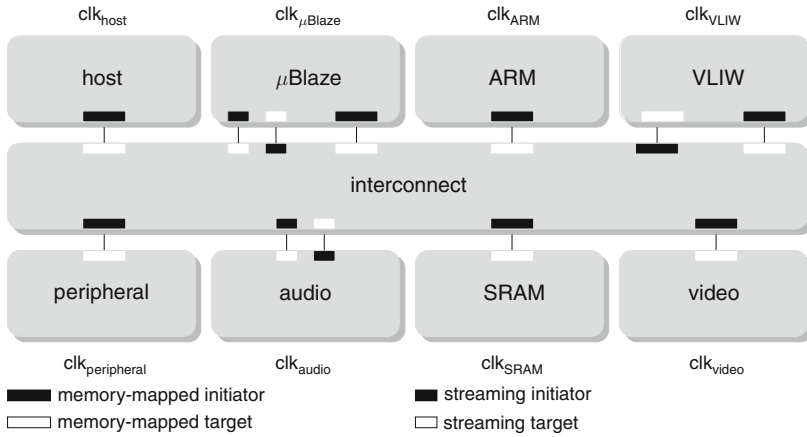 clk_host clk_μBlaze clk_ARM clk_VLIW
host μBlaze ARM VLIW
interconnect
peripheral audio SRAM video
clk_peripheral clk_audio clk_SRAM clk_video
memory-mapped initiator streaming initiator
memory-mapped target streaming target